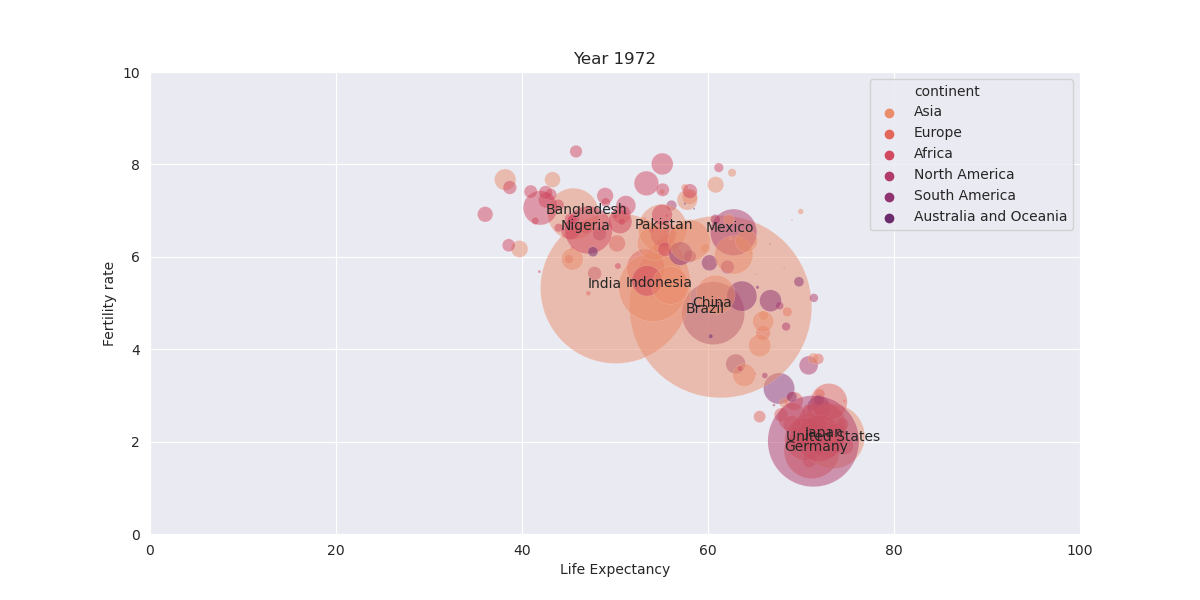 Year 1972
10
8
6
4
2
0
Fertility rate
continent
Asia
Europe
Africa
North America
South America
Australia and Oceania
Bangladesh
Nigeria
Pakistan
Mexico
India
Indonesia
China
Brazil
Japan
United States
Germany
0 20 40 60 80 100
Life Expectancy